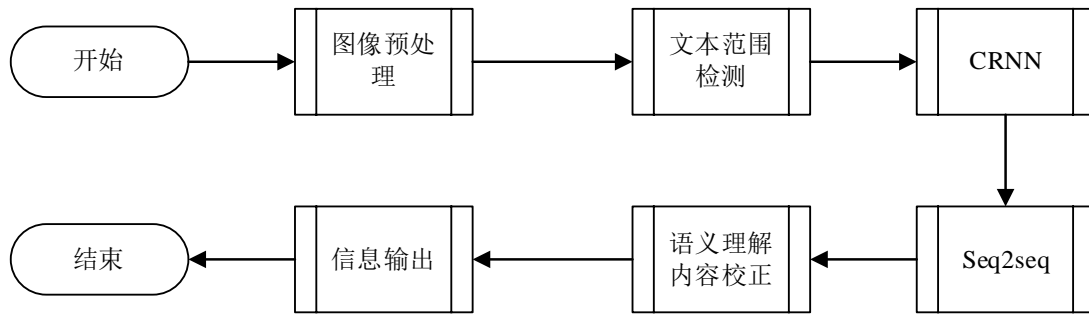 开始
图像预处
理
文本范围
检测
CRNN
Seq2seq
语义理解
内容校正
信息输出
结束